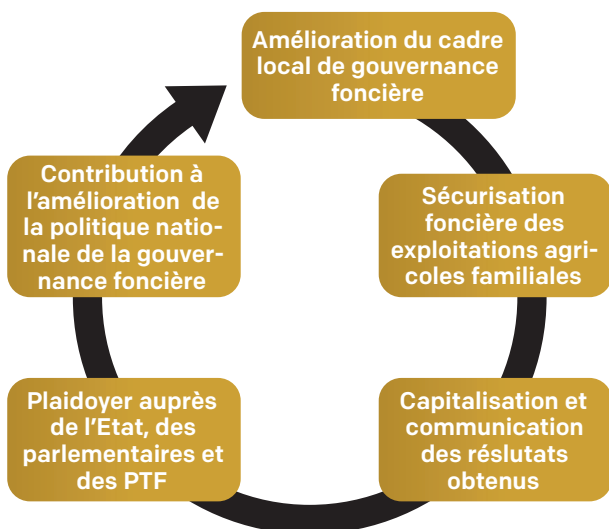 Amélioration du cadre
local de gouvernance
foncière
Sécurisation
foncière des
exploitations agri-
coles familiales
Capitalisation et
communication
des réslutats
obtenus
Plaidoyer auprès
de l'Etat, des
parlementaires et
des PTF
Contribution à
l'amélioration de
la politique natio-
nale de la gouver-
nance foncière